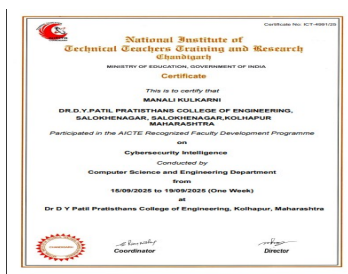 Certificate No: ICT-4981/25
National Institute of
Technical Teachers Training and Research
Chandigarh
MINISTRY OF EDUCATION, GOVERNMENT OF INDIA
Certificate
This is to certify that
MANALI KULKARNI
DR.D.Y.PATIL PRATISTHANS COLLEGE OF ENGINEERING,
SALOKHENAGAR, SALOKHENAGAR,KOLHAPUR
MAHARASHTRA
Participated in the AICTE Recognized Faculty Development Programme
on
Cybersecurity Intelligence
Conducted by
Computer Science and Engineering Department
from
15/09/2025 to 19/09/2025 (One Week)
at
Dr D Y Patil Pratisthans College of Engineering, Kolhapur, Maharashtra
Coordinator
Director